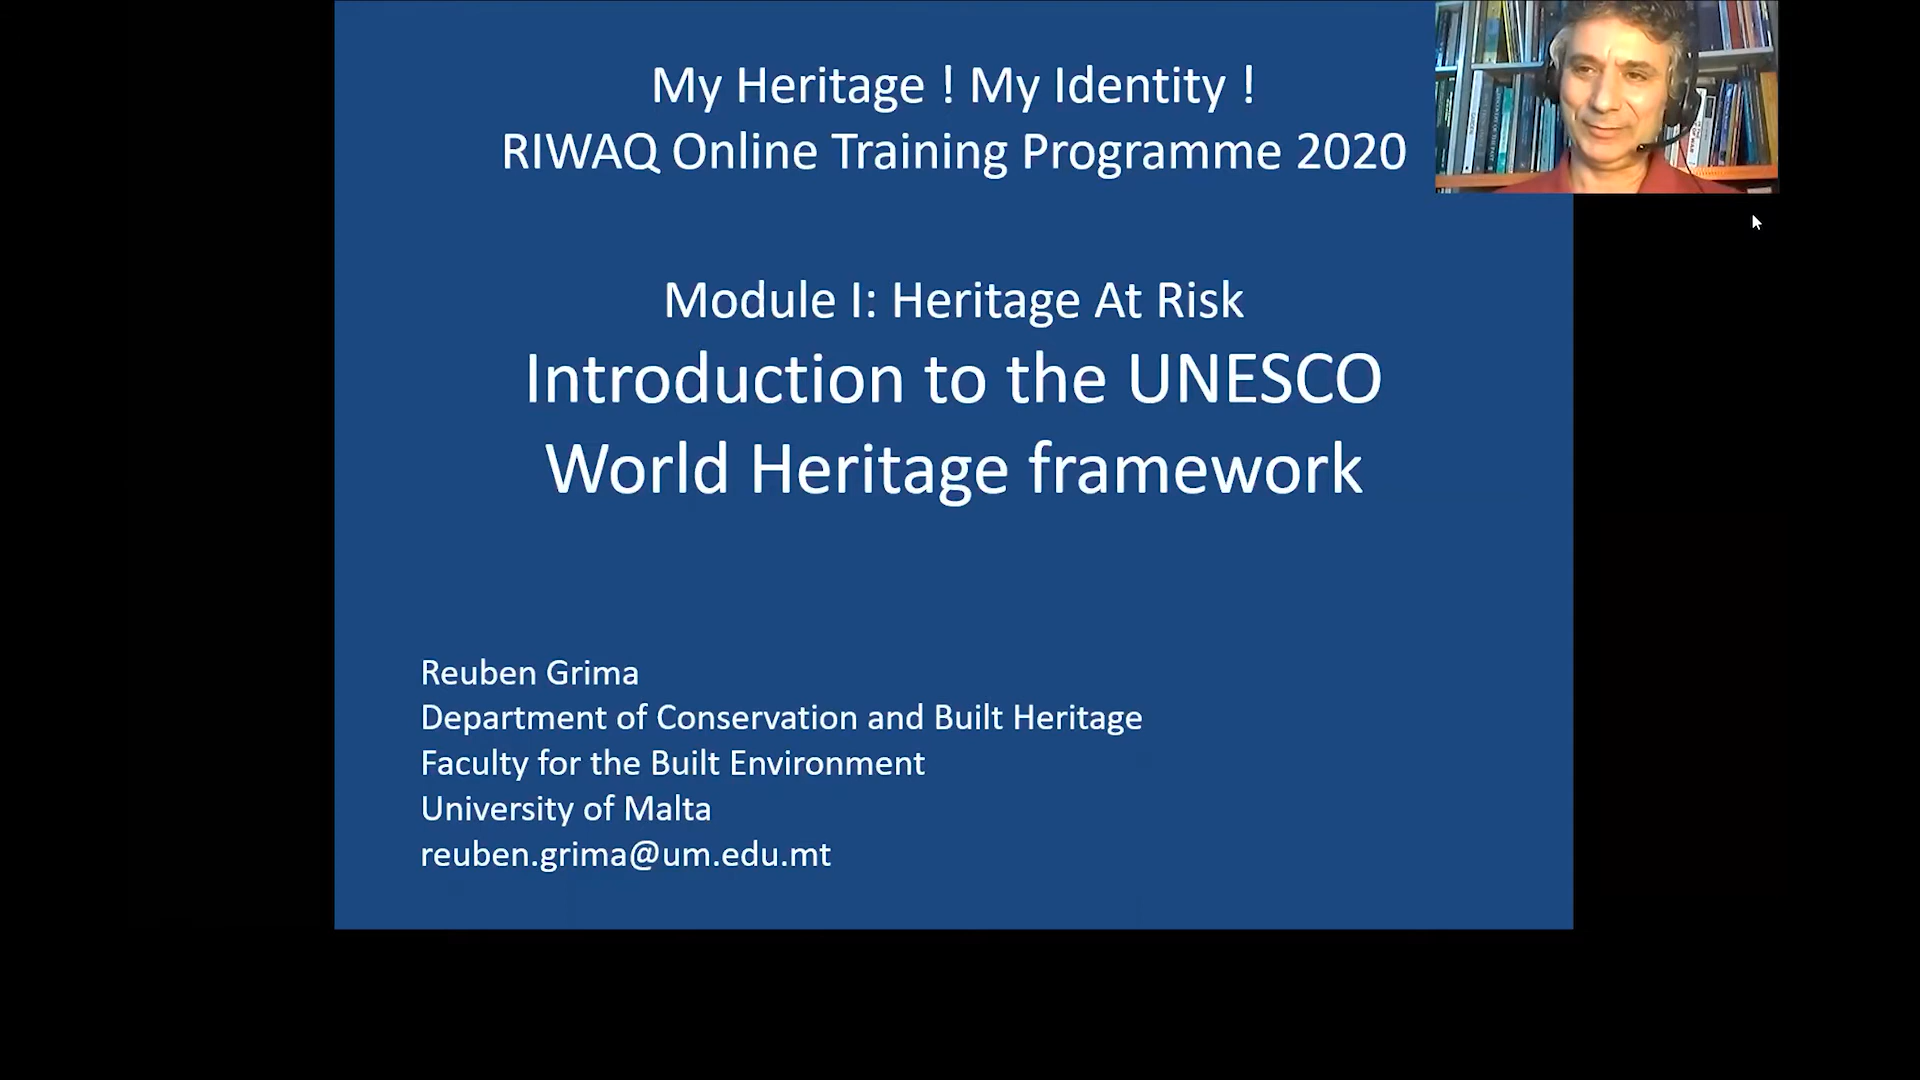 My Heritage ! My Identity !
RIWAQ Online Training Programme 2020
Module I: Heritage At Risk
Introduction to the UNESCO
World Heritage framework
Reuben Grima
Department of Conservation and Built Heritage
Faculty for the Built Environment
University of Malta
reuben.grima@um.edu.mt